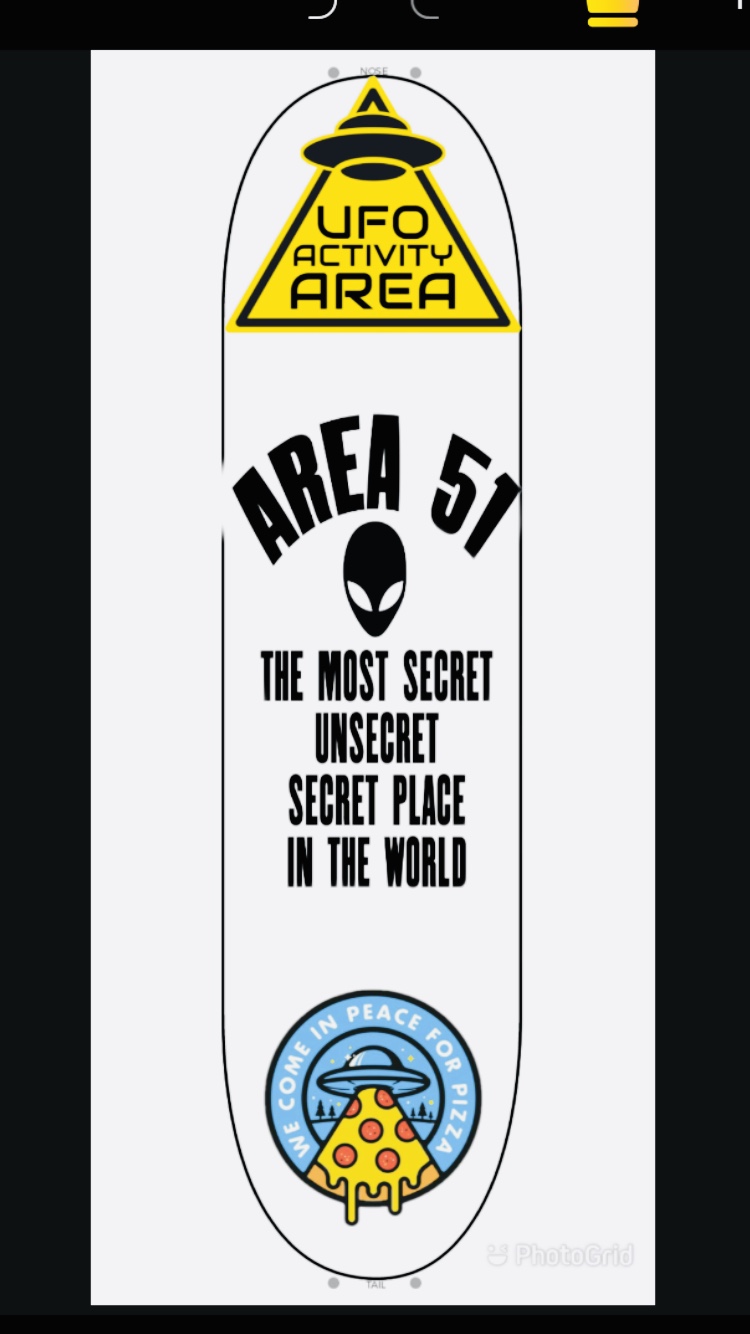 NOSE
UFO
ACTIVITY
AREA
AREA 51
THE MOST SECRET
UNSECRET
SECRET PLACE
IN THE WORLD
WE COME IN PEACE FOR PIZZA
PhotoGrid
TAIL